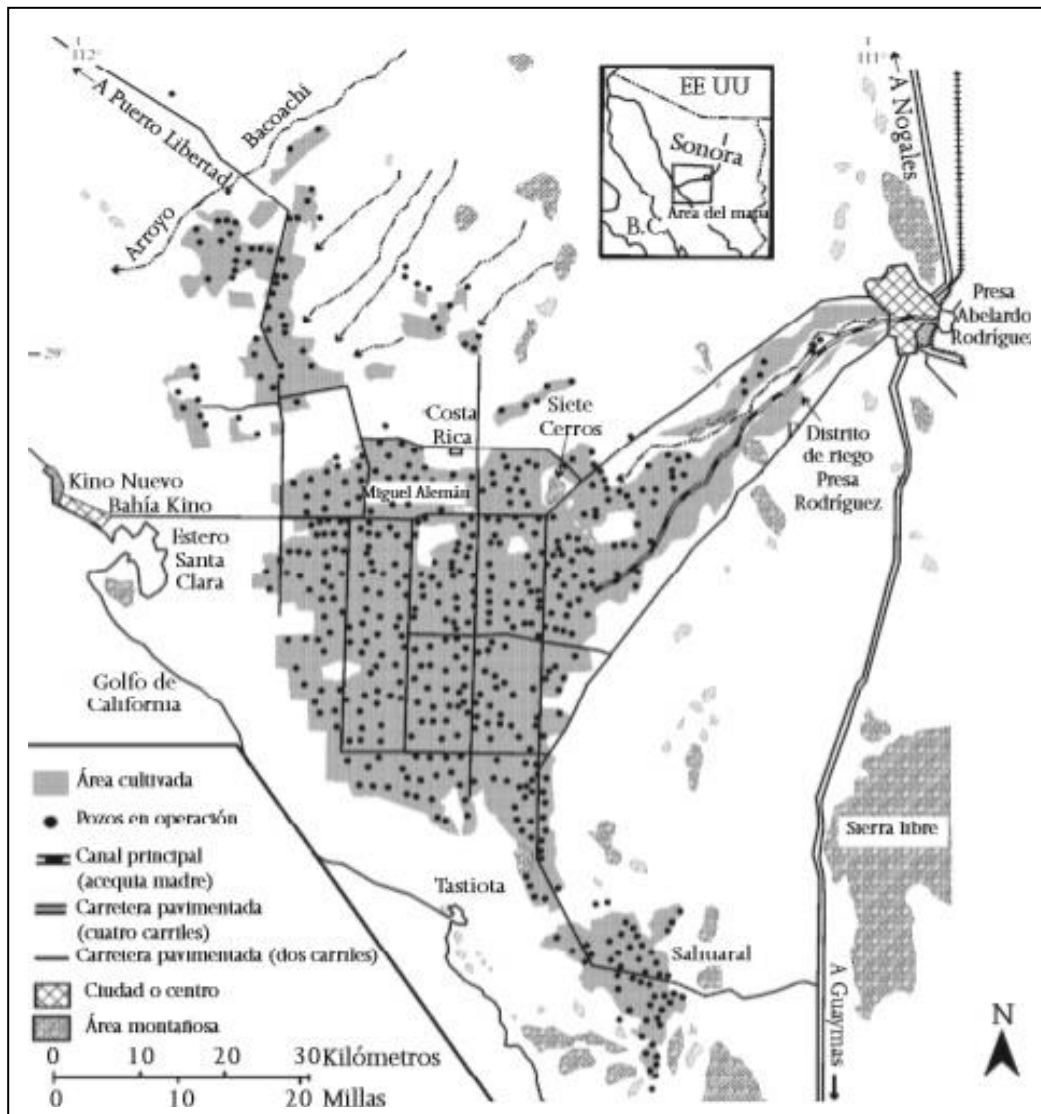 112°
111°
A Puerto Libertad
Bacoachi
Arroyo
EE UU
Sonora
Área del mapa
B.C.
A Nogales
Presa
Abelardo
Rodríguez
29°
Costa
Rica
Siete
Cerros
Distrito
de riego
Presa
Rodríguez
Kino Nuevo
Bahía Kino
Miguel Alemán
Estero
Santa
Clara
Golfo de
California
Área cultivada
Pozos en operación
Canal principal
(acequia madre)
Carretera pavimentada
(cuatro carriles)
Carretera pavimentada (dos carriles)
Ciudad o centro
Área montañosa
0 10 20 30 Kilómetros
0 10 20 Millas
Tastiota
Sahuaral
Sierra libre
A Guaymas
N